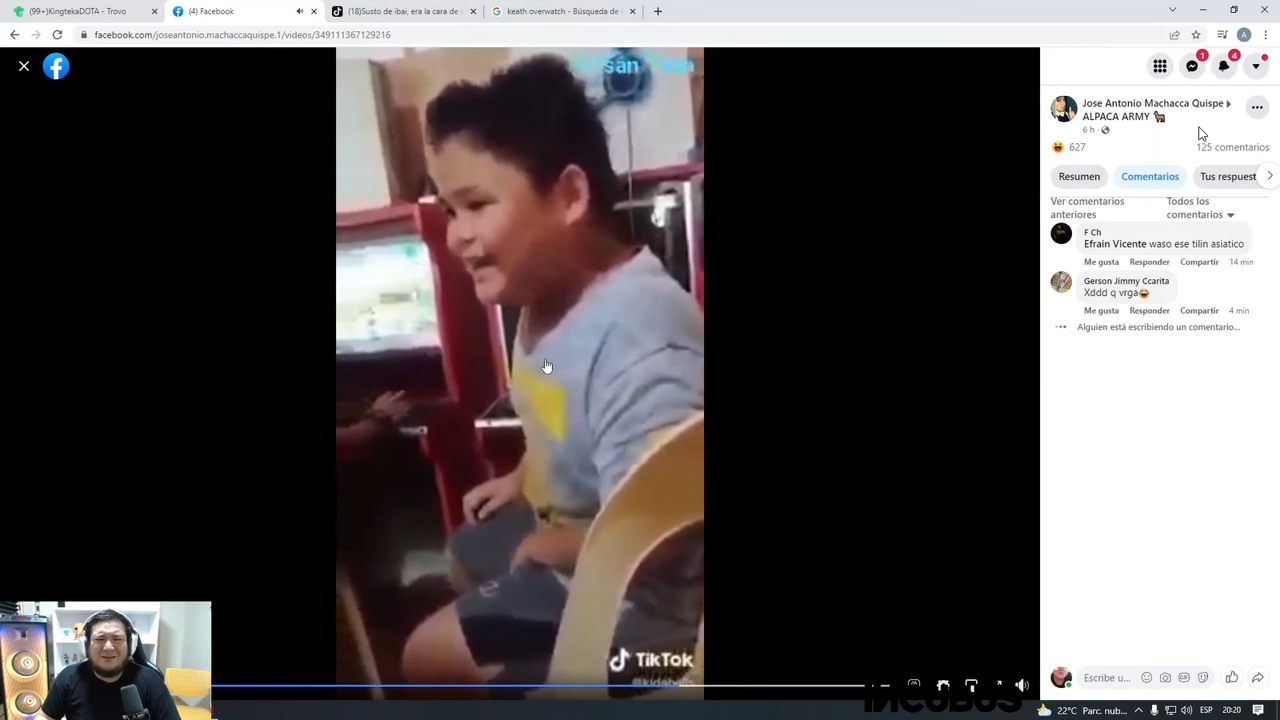 (99+)KingtekaDOTA - Trovo
(4) Facebook
(18)Susto de ibai, era la cara de s
keath overwatch - Búsqueda de G
facebook.com/joseantonio.machaccaquispe.1/videos/349111367129216
A
1
4
Jose Antonio Machacca Quispe
ALPACA ARMY
6 h
627
125 comentarios
Resumen
Comentarios
Tus respuest
Ver comentarios
anteriores
Todos los
comentarios
F Ch
Efrain Vicente waso ese tilin asiatico
Me gusta Responder Compartir 14 min
Gerson Jimmy Ccarita
Xddd q vrga
Me gusta Responder Compartir 4 min
Alguien está escribiendo un comentario...
TikTok
Escribe u...
GIF
22°C Parc. nub... ESP 20:20